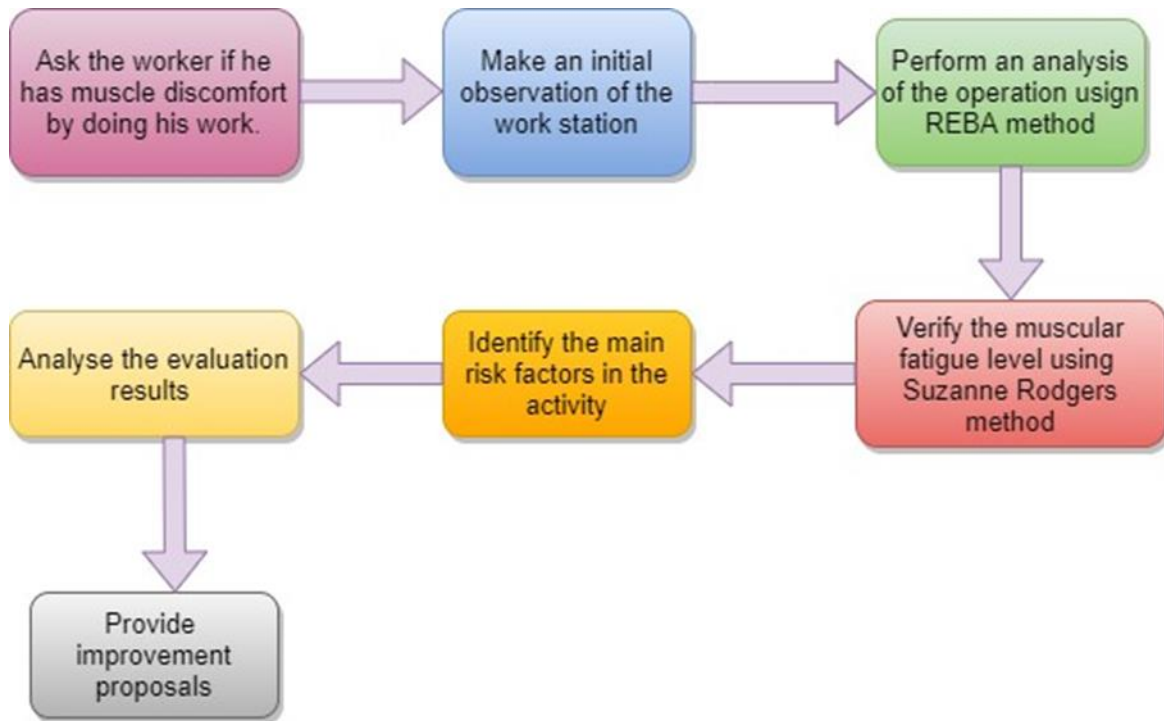 Ask the worker if he
has muscle discomfort
by doing his work.
Make an initial
observation of the
work station
Perform an analysis
of the operation usign
REBA method
Verify the muscular
fatigue level using
Suzanne Rodgers
method
Identify the main
risk factors in the
activity
Analyse the evaluation
results
Provide
improvement
proposals